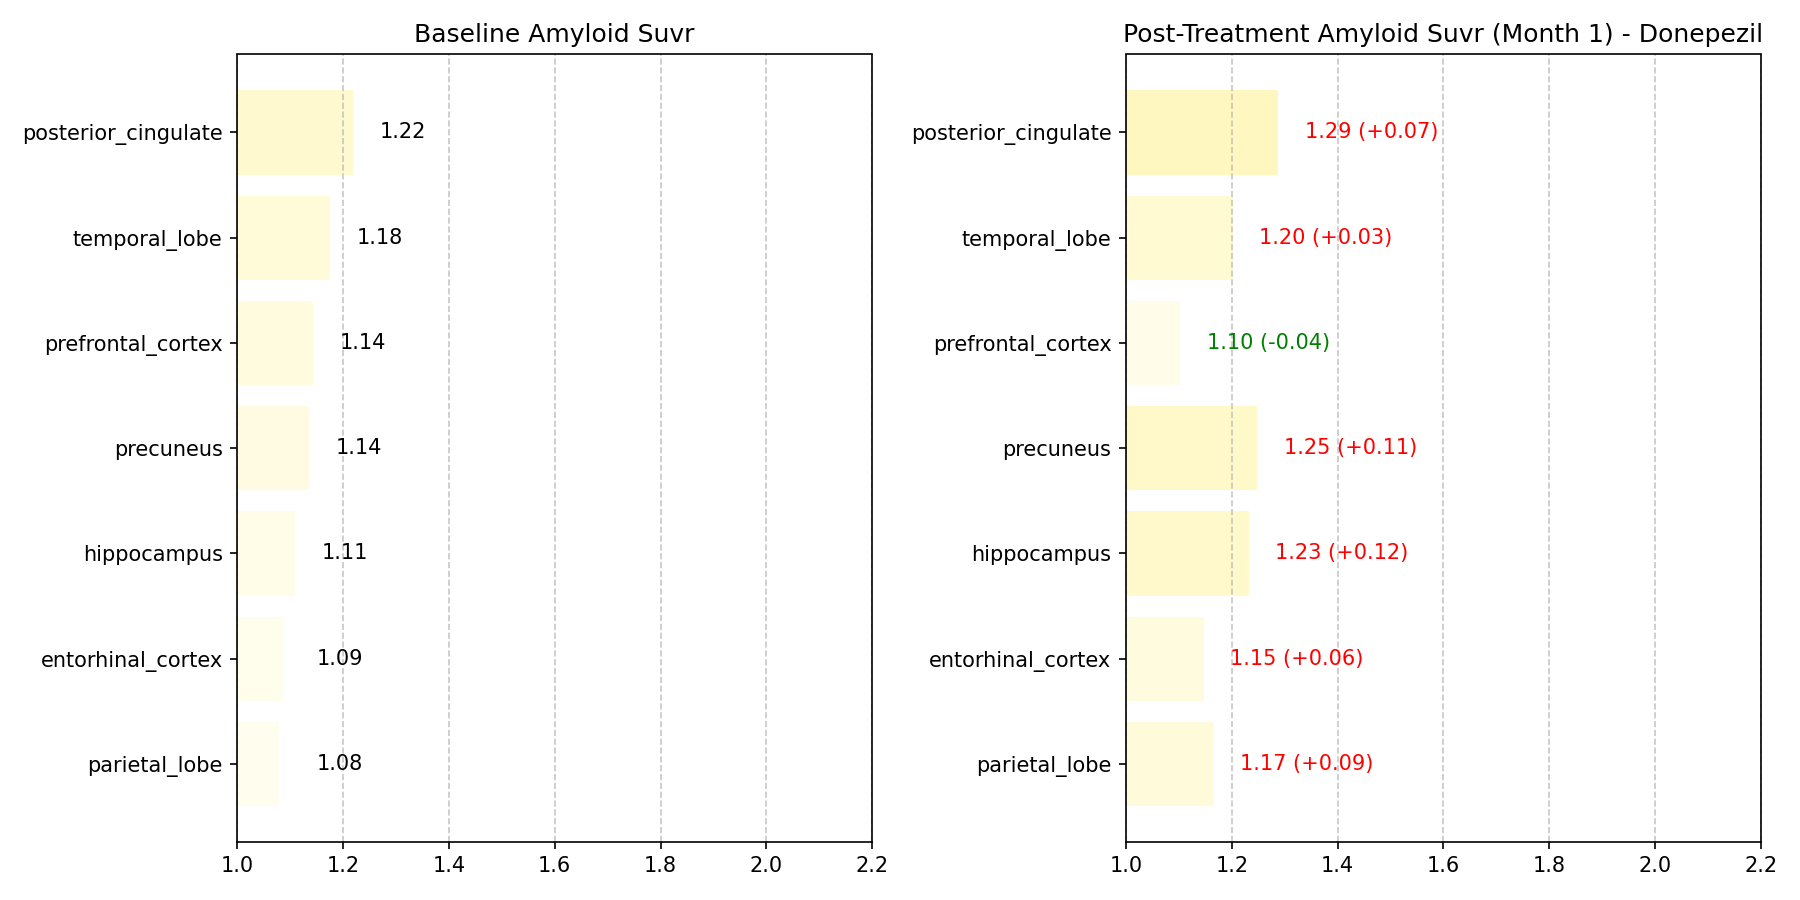 Baseline Amyloid Suvr
posterior_cingulate
1.22
temporal_lobe
1.18
prefrontal_cortex
1.14
precuneus
1.14
hippocampus
1.11
entorhinal_cortex
1.09
parietal_lobe
1.08
1.0 1.2 1.4 1.6 1.8 2.0 2.2
Post-Treatment Amyloid Suvr (Month 1) - Donepezil
posterior_cingulate
1.29 (+0.07)
temporal_lobe
1.20 (+0.03)
prefrontal_cortex
1.10 (-0.04)
precuneus
1.25 (+0.11)
hippocampus
1.23 (+0.12)
entorhinal_cortex
1.15 (+0.06)
parietal_lobe
1.17 (+0.09)
1.0 1.2 1.4 1.6 1.8 2.0 2.2